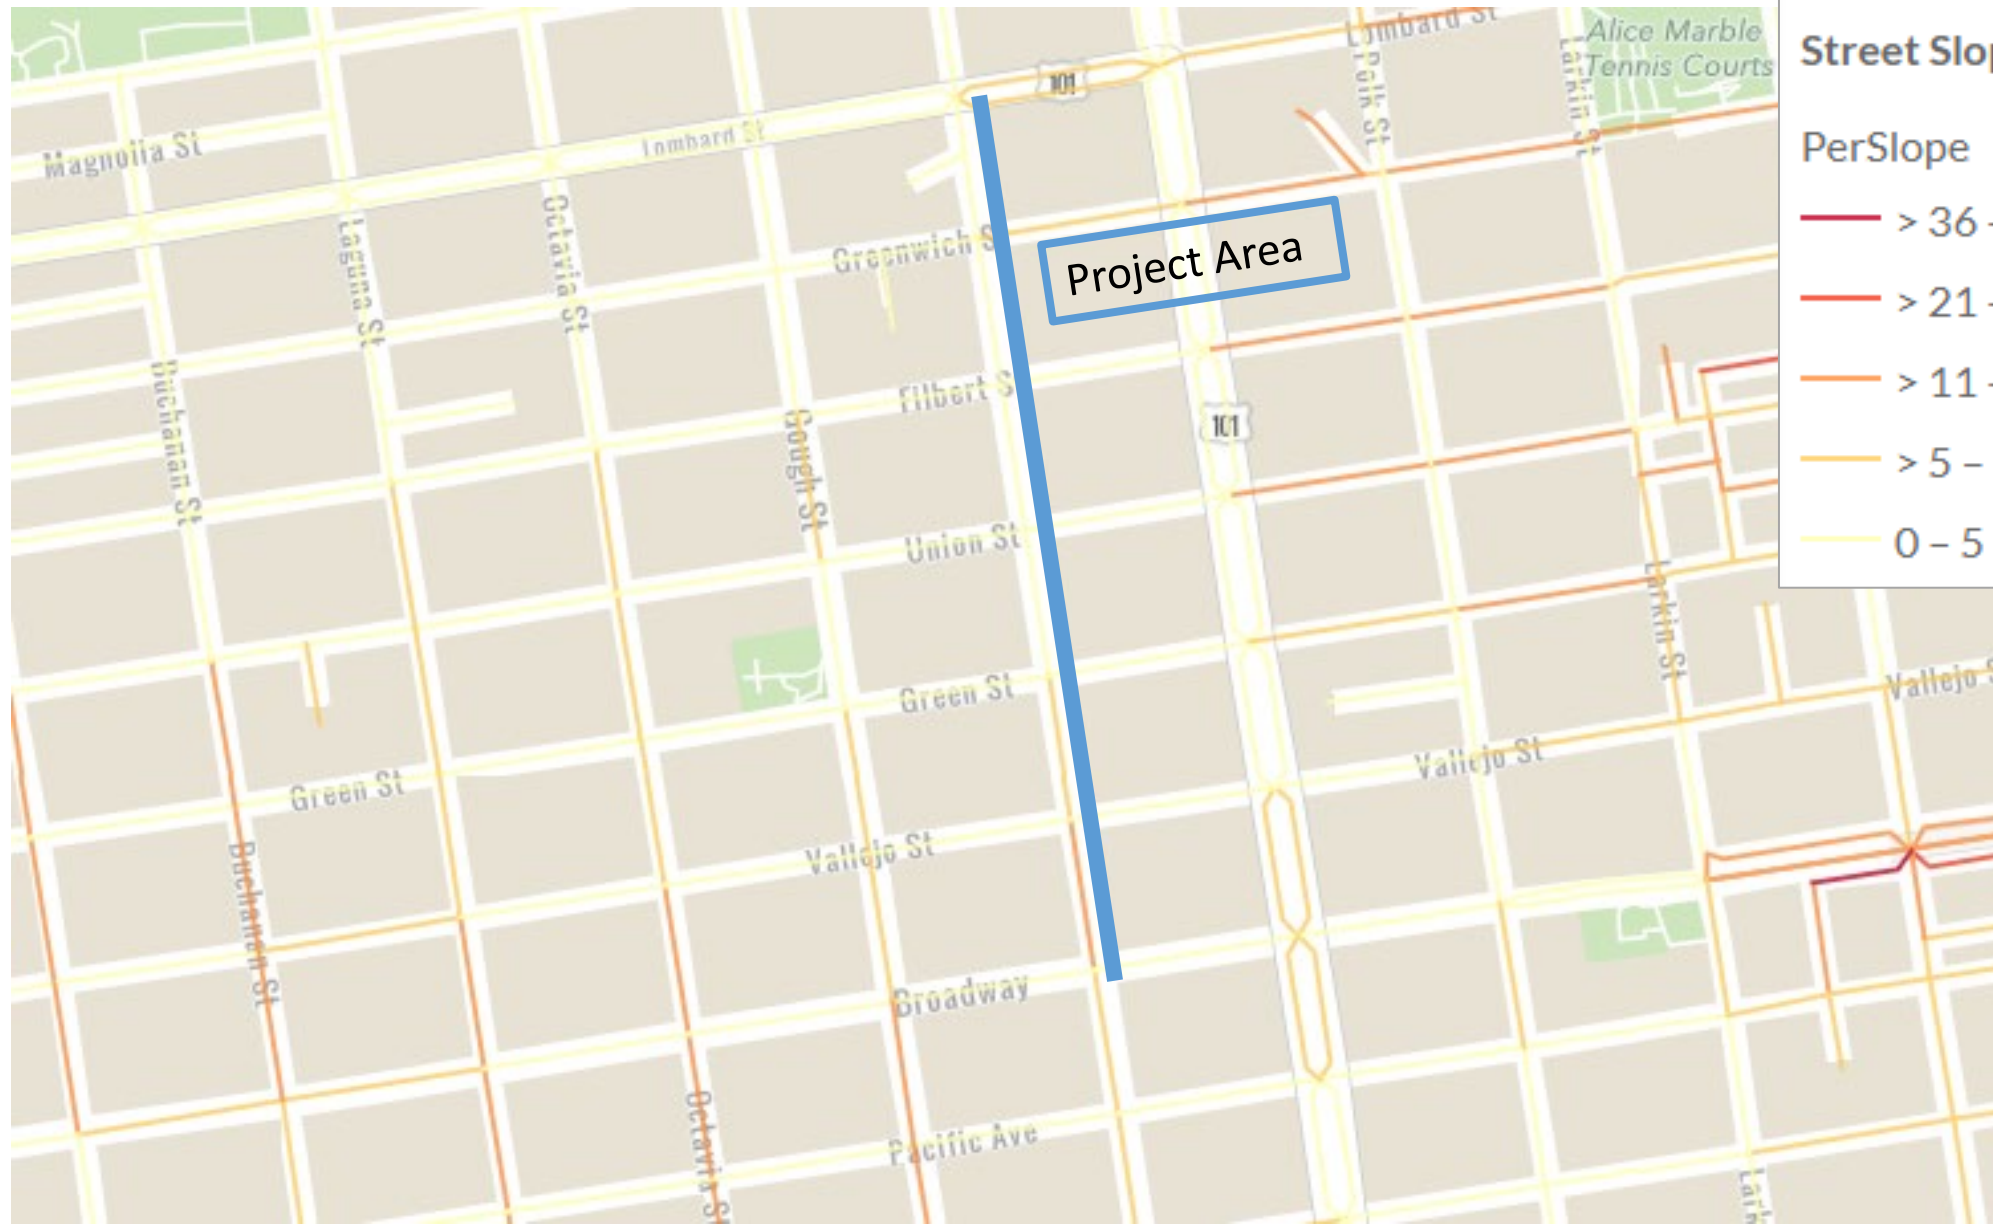 Lombard St
Alice Marble
Tennis Courts
Street Slo
101
Polk St
Larkin St
Magnolia St
Lombard St
PerSlope
> 36 -
Laguna St
Octavia St
Greenwich S
Project Area
> 21 -
Buchanan St
Filbert S
> 11 -
Gough St
101
> 5 –
Union St
0 – 5
Larkin St
Green St
Vallejo S
Green St
Vallejo St
Vallejo St
Buchanan St
Broadway
Octavia St
Pacific Ave
Lark